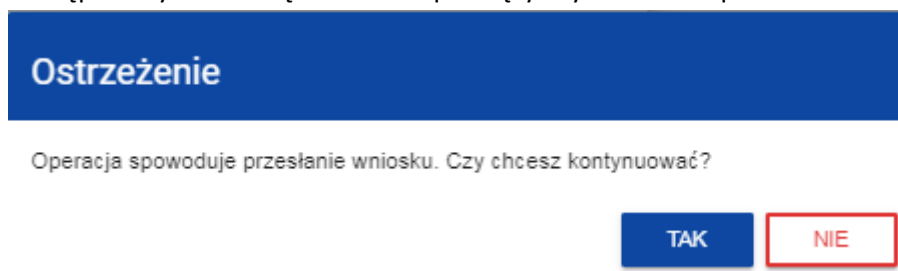 Ostrzeżenie
Operacja spowoduje przesłanie wniosku. Czy chcesz kontynuować?
TAK NIE